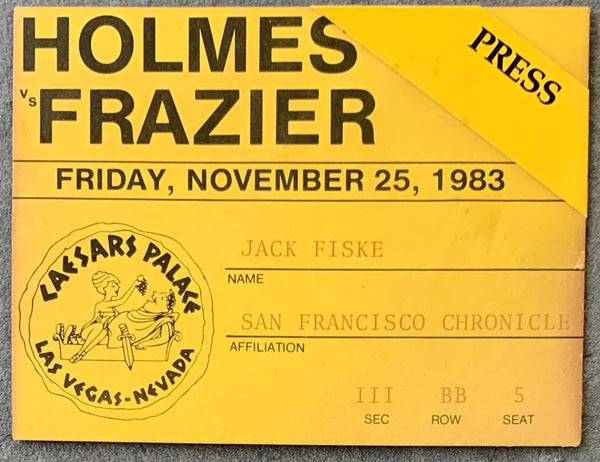 HOLMES
vs FRAZIER
PRESS
FRIDAY, NOVEMBER 25, 1983
CAESARS PALACE
LAS VEGAS-NEVADA
JACK FISKE
NAME
SAN FRANCISCO CHRONICLE
AFFILIATION
III BB 5
SEC ROW SEAT